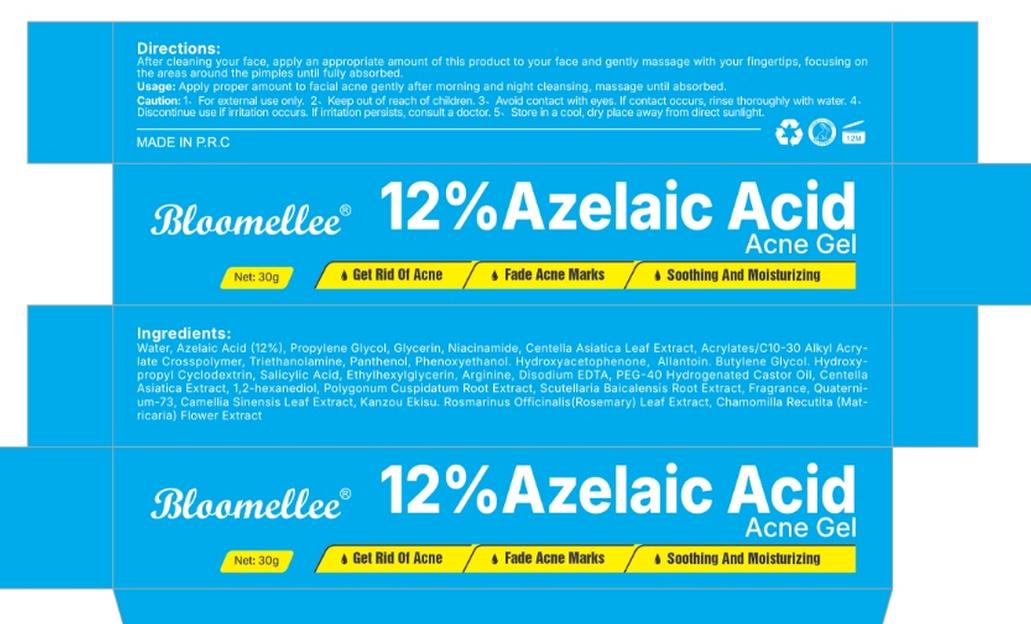 Directions:
After cleaning your face, apply an appropriate amount of this product to your face and gently massage with your fingertips, focusing on
the areas around the pimples until fully absorbed.
Usage: Apply proper amount to facial acne gently after morning and night cleansing, massage until absorbed.
Caution: 1、For external use only. 2、Keep out of reach of children. 3、Avoid contact with eyes. If contact occurs, rinse thoroughly with water. 4、
Discontinue use if irritation occurs. If irritation persists, consult a doctor. 5、Store in a cool, dry place away from direct sunlight.
MADE IN P.R.C
12M
Bloomellee®
12%Azelaic Acid
Acne Gel
Net: 30g
Get Rid Of Acne
Fade Acne Marks
Soothing And Moisturizing
Ingredients:
Water, Azelaic Acid (12%), Propylene Glycol, Glycerin, Niacinamide, Centella Asiatica Leaf Extract, Acrylates/C10-30 Alkyl Acry-
late Crosspolymer, Triethanolamine, Panthenol, Phenoxyethanol. Hydroxyacetophenone, Allantoin. Butylene Glycol. Hydroxy-
propyl Cyclodextrin, Salicylic Acid, Ethylhexylglycerin, Arginine, Disodium EDTA, PEG-40 Hydrogenated Castor Oil, Centella
Asiatica Extract, 1,2-hexanediol, Polygonum Cuspidatum Root Extract, Scutellaria Baicalensis Root Extract, Fragrance, Quaterni-
um-73, Camellia Sinensis Leaf Extract, Kanzou Ekisu. Rosmarinus Officinalis(Rosemary) Leaf Extract, Chamomilla Recutita (Mat-
ricaria) Flower Extract
Bloomellee®
12%Azelaic Acid
Acne Gel
Net: 30g
Get Rid Of Acne
Fade Acne Marks
Soothing And Moisturizing